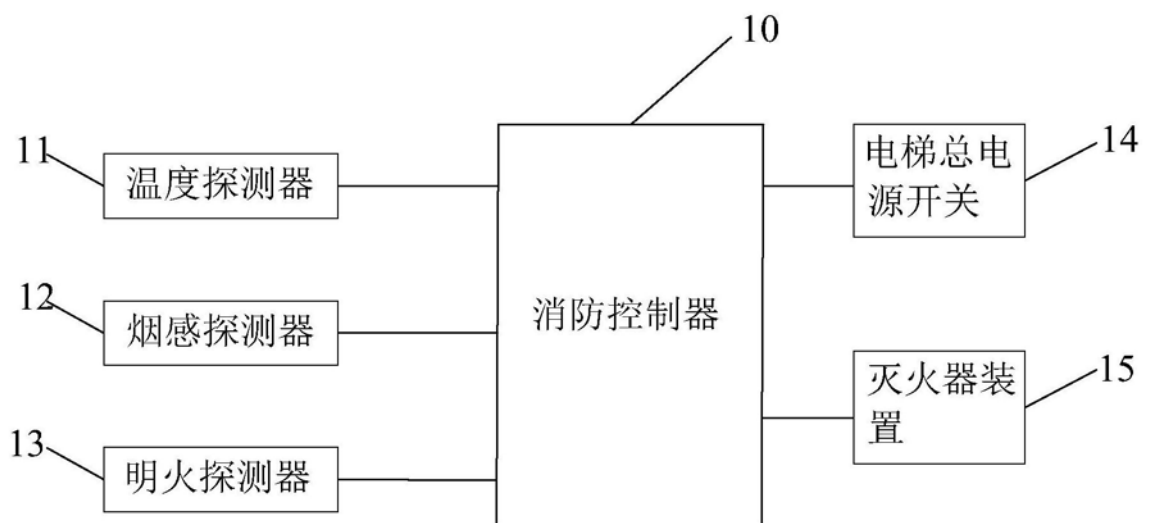 10
11
温度探测器
电梯总电
源开关
14
12
烟感探测器
消防控制器
灭火器装
置
15
13
明火探测器